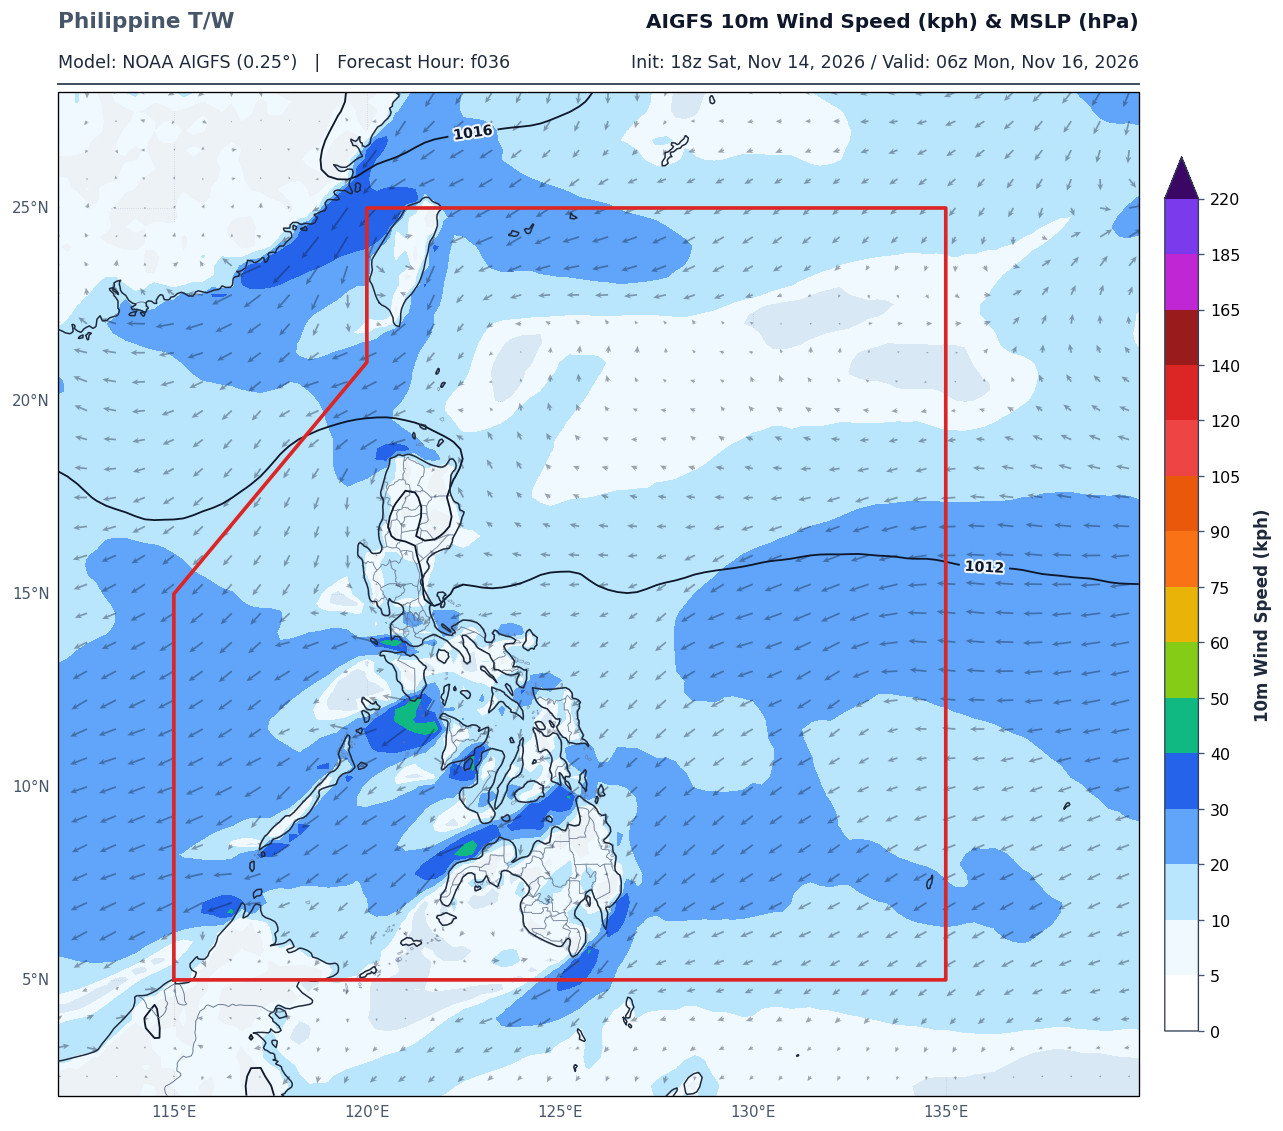 Philippine T/W
AIGFS 10m Wind Speed (kph) & MSLP (hPa)
Model: NOAA AIGFS (0.25°) | Forecast Hour: f036
Init: 18z Sat, Nov 14, 2026 / Valid: 06z Mon, Nov 16, 2026
1016
1012
25°N
20°N
15°N
10°N
5°N
115°E
120°E
125°E
130°E
135°E
220
185
165
140
120
105
90
75
60
50
40
30
20
10
5
0
10m Wind Speed (kph)